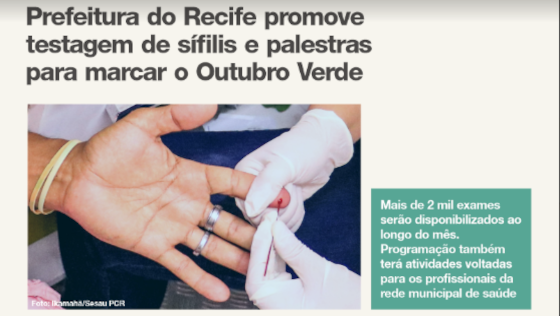 Prefeitura do Recife promove
testagem de sífilis e palestras
para marcar o Outubro Verde
Mais de 2 mil exames
serão disponibilizados ao
longo do mês.
Programação também
terá atividades voltadas
para os profissionais da
rede municipal de saúde
Foto: Ikamahã/Sesau PCR